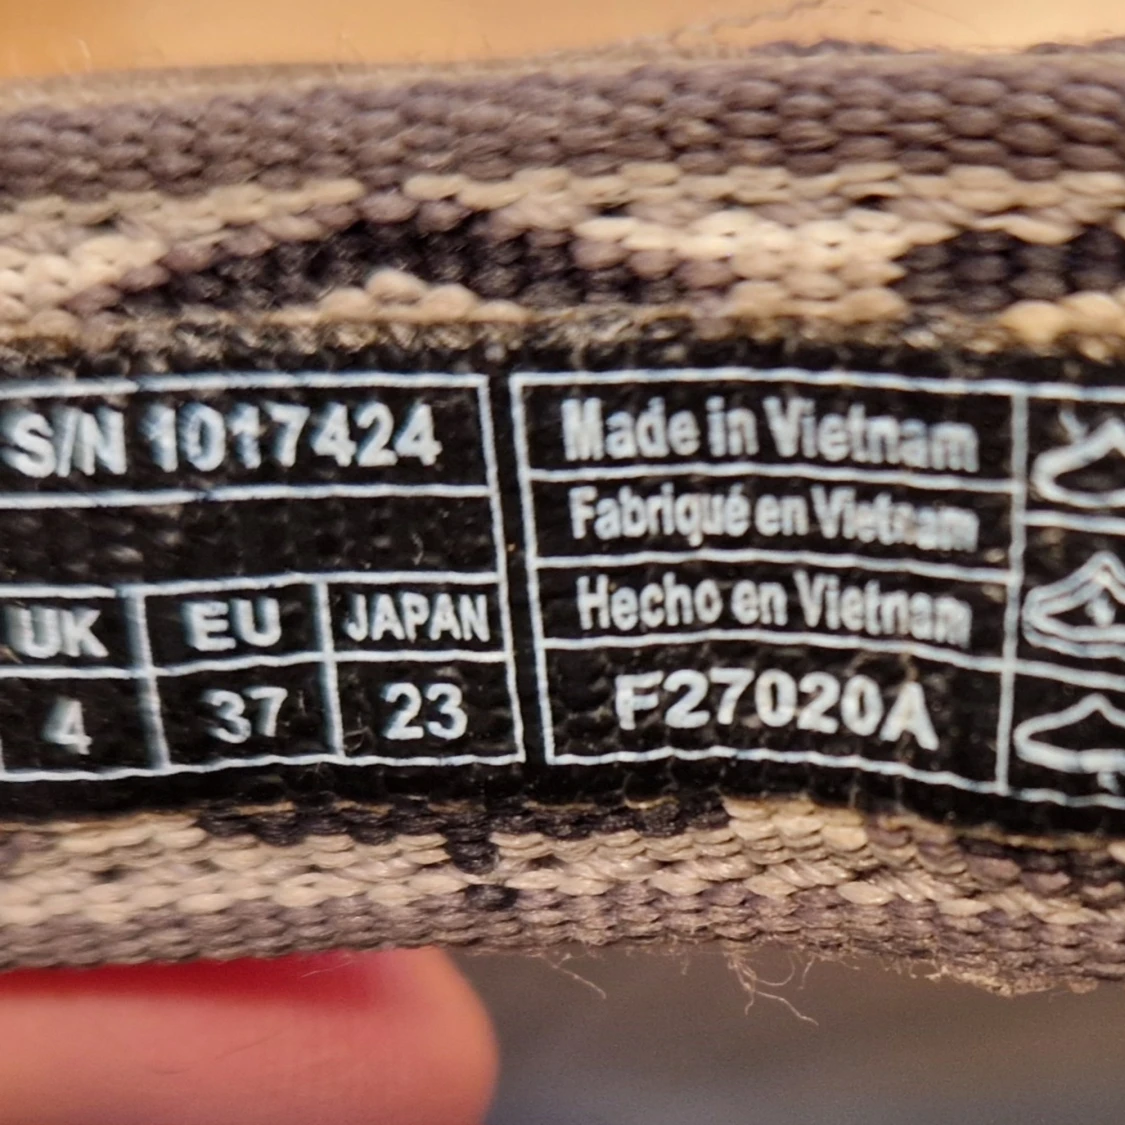 S/N 1017424
UK EU JAPAN
4 37 23
Made in Vietnam
Fabriqué en Vietnam
Hecho en Vietnam
F27020A